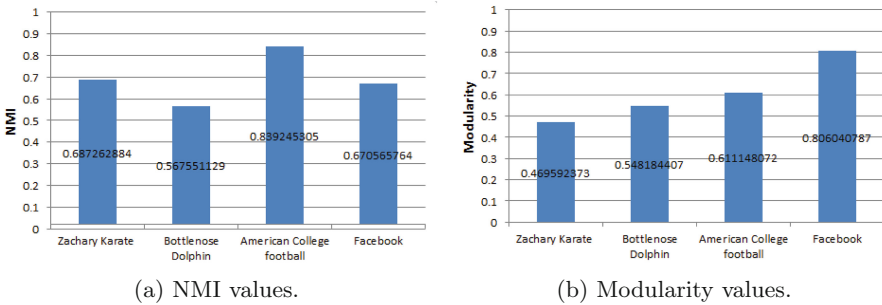 1
0.9
0.8
0.7
0.6
0.5
0.4
0.3
0.2
0.1
0
NMI
0.687262884
0.567551129
0.839245305
0.670565764
Zachary Karate
Bottlenose
Dolphin
American College
football
Facebook
(a) NMI values.
1
0.9
0.8
0.7
0.6
0.5
0.4
0.3
0.2
0.1
0
Modularity
0.469592373
0.548184407
0.611148072
0.806040787
Zachary Karate
Bottlenose
Dolphin
American College
football
Facebook
(b) Modularity values.